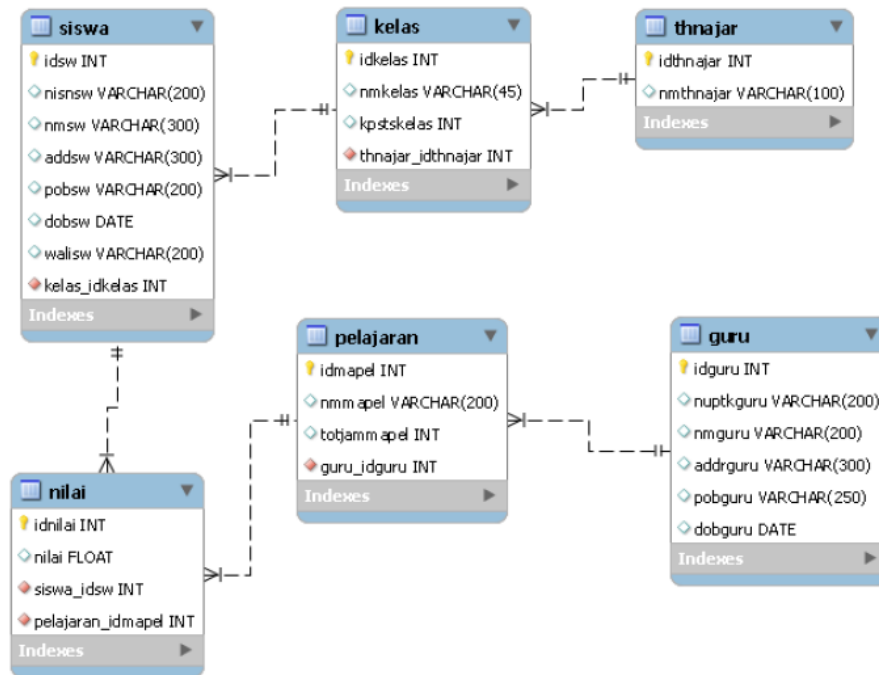 siswa
idsw INT
nisnsw VARCHAR(200)
nmsw VARCHAR(300)
addsw VARCHAR(300)
pobsw VARCHAR(200)
dobsw DATE
walisw VARCHAR(200)
kelas_idkelas INT
Indexes
kelas
idkelas INT
nmkelas VARCHAR(45)
kpstskelas INT
thnajar_idthnajar INT
Indexes
thnajar
idthnajar INT
nmthnajar VARCHAR(100)
Indexes
pelajaran
idmapel INT
nmmapel VARCHAR(200)
totjammapel INT
guru_idguru INT
Indexes
guru
idguru INT
nuptkguru VARCHAR(200)
nmguru VARCHAR(200)
addrguru VARCHAR(300)
pobguru VARCHAR(250)
dobguru DATE
Indexes
nilai
idnilai INT
nilai FLOAT
siswa_idsw INT
pelajaran_idmapel INT
Indexes